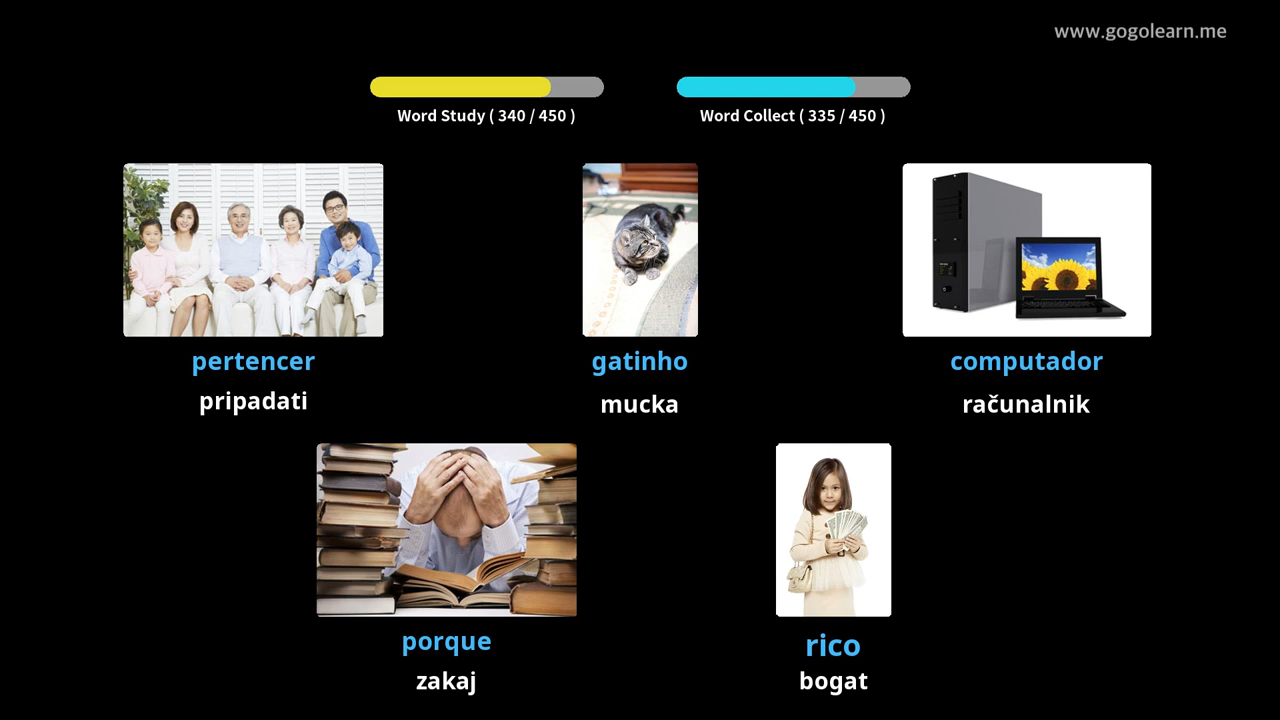 www.gogolearn.me
Word Study ( 340 / 450 )
Word Collect ( 335 / 450 )
pertencer
pripadati
gatinho
mucka
computador
računalnik
porque
zakaj
rico
bogat